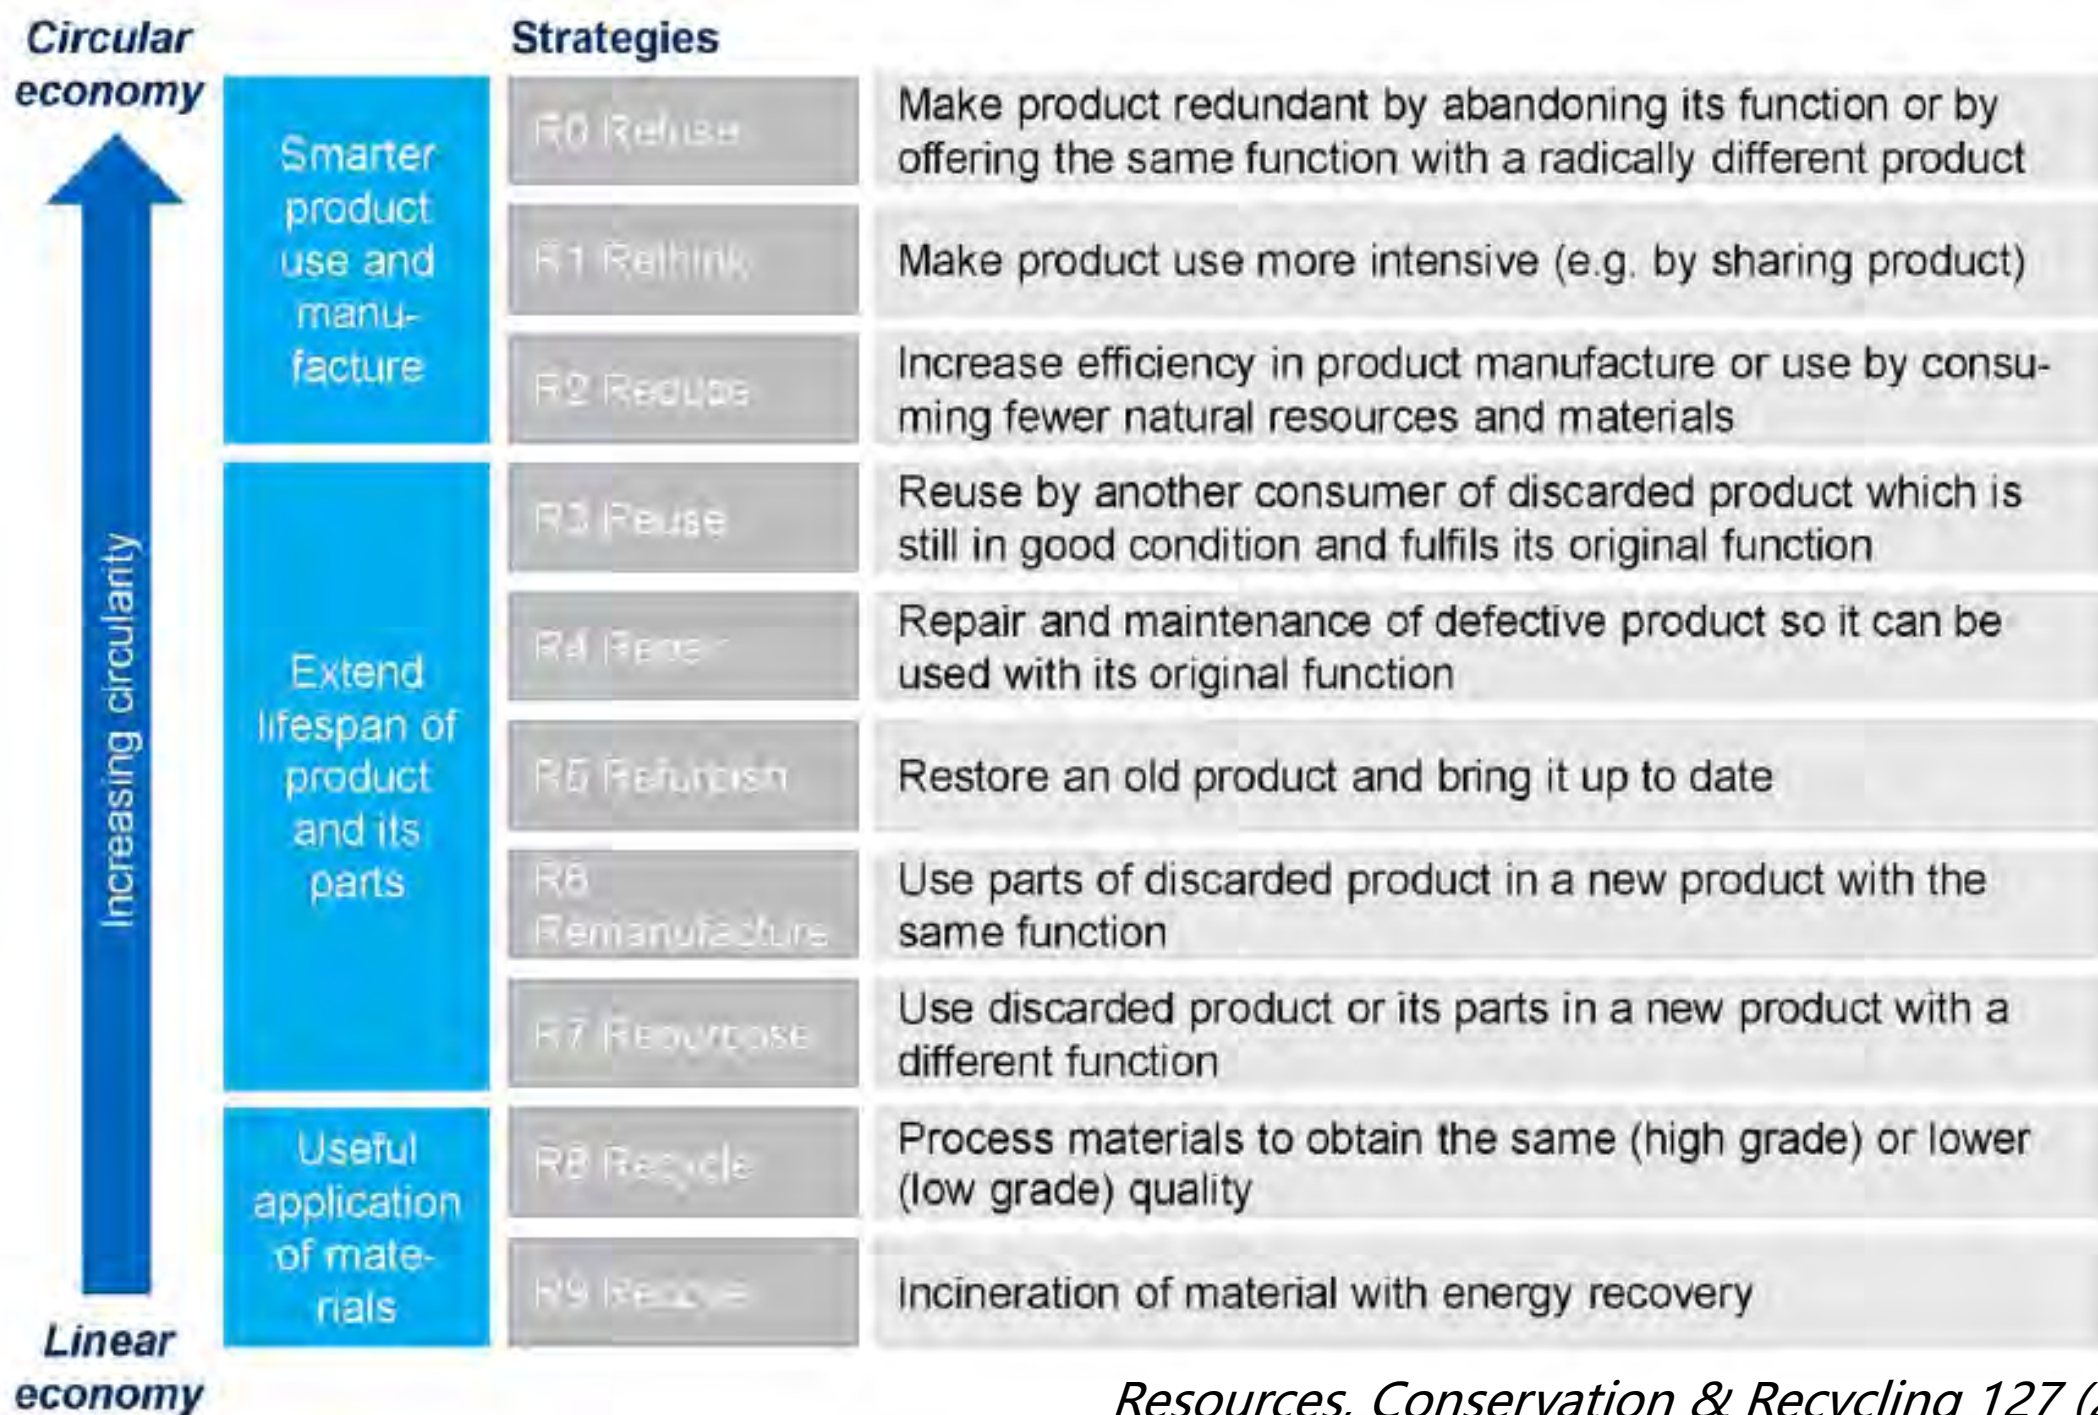 Circular
economy
Strategies
Increasing circularity
Linear
economy
Smarter
product
use and
manu-
facture
R0 Refuse
Make product redundant by abandoning its function or by
offering the same function with a radically different product
R1 Rethink
Make product use more intensive (e.g. by sharing product)
R2 Reduce
Increase efficiency in product manufacture or use by consu-
ming fewer natural resources and materials
Extend
lifespan of
product
and its
parts
R3 Reuse
Reuse by another consumer of discarded product which is
still in good condition and fulfils its original function
R4 Repair
Repair and maintenance of defective product so it can be
used with its original function
R5 Refurbish
Restore an old product and bring it up to date
R6
Remanufacture
Use parts of discarded product in a new product with the
same function
R7 Repurpose
Use discarded product or its parts in a new product with a
different function
Useful
application
of mate-
rials
R8 Recycle
Process materials to obtain the same (high grade) or lower
(low grade) quality
R9 Recover
Incineration of material with energy recovery
Resources, Conservation & Recycling 127 (